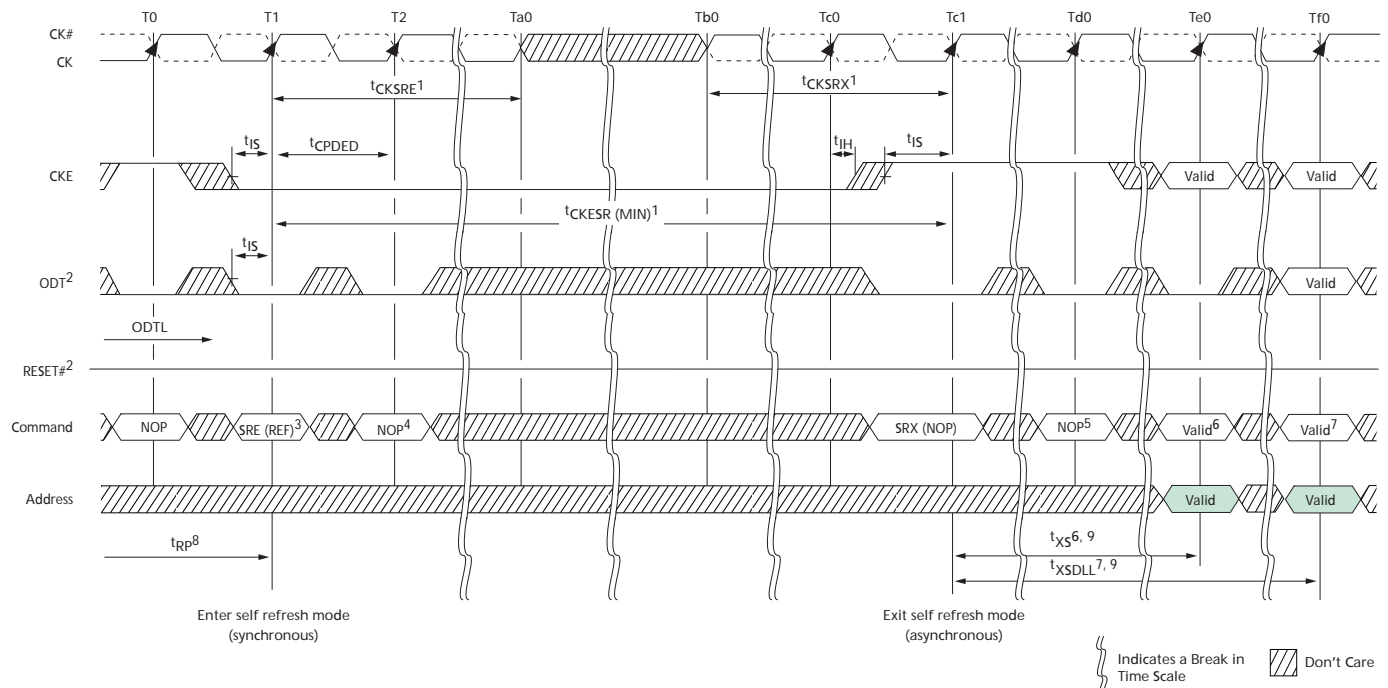 T0 T1 T2 Ta0 Tb0 Tc0 Tc1 Td0 Te0 Tf0
CK#
CK
tCKSRE1 tCKSRX1
tIS tCPDED tIH tIS
CKE Valid Valid
tCKESR (MIN)1
tIS
ODT2 Valid
ODTL
RESET#2
Command NOP SRE (REF)3 NOP4 SRX (NOP) NOP5 Valid6 Valid7
Address Valid Valid
tRP8 tXS6, 9
tXSDLL7, 9
Enter self refresh mode
(synchronous)
Exit self refresh mode
(asynchronous)
Indicates a Break in
Time Scale
Don't Care